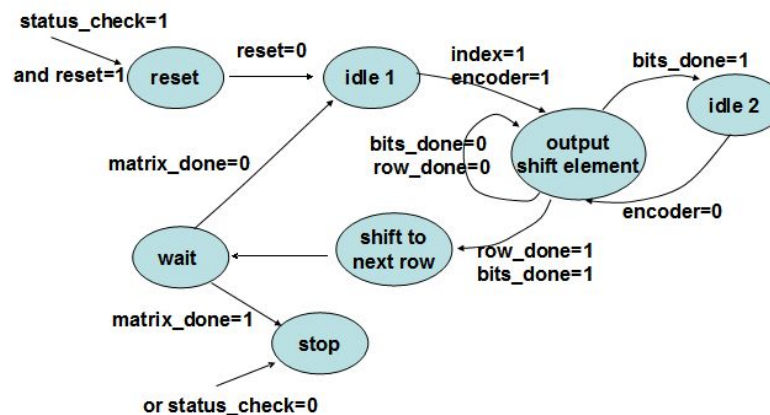 status_check=1
and reset=1
reset
reset=0
idle 1
index=1
encoder=1
bits_done=1
idle 2
output
shift element
bits_done=0
row_done=0
encoder=0
matrix_done=0
wait
shift to
next row
row_done=1
bits_done=1
matrix_done=1
stop
or status_check=0